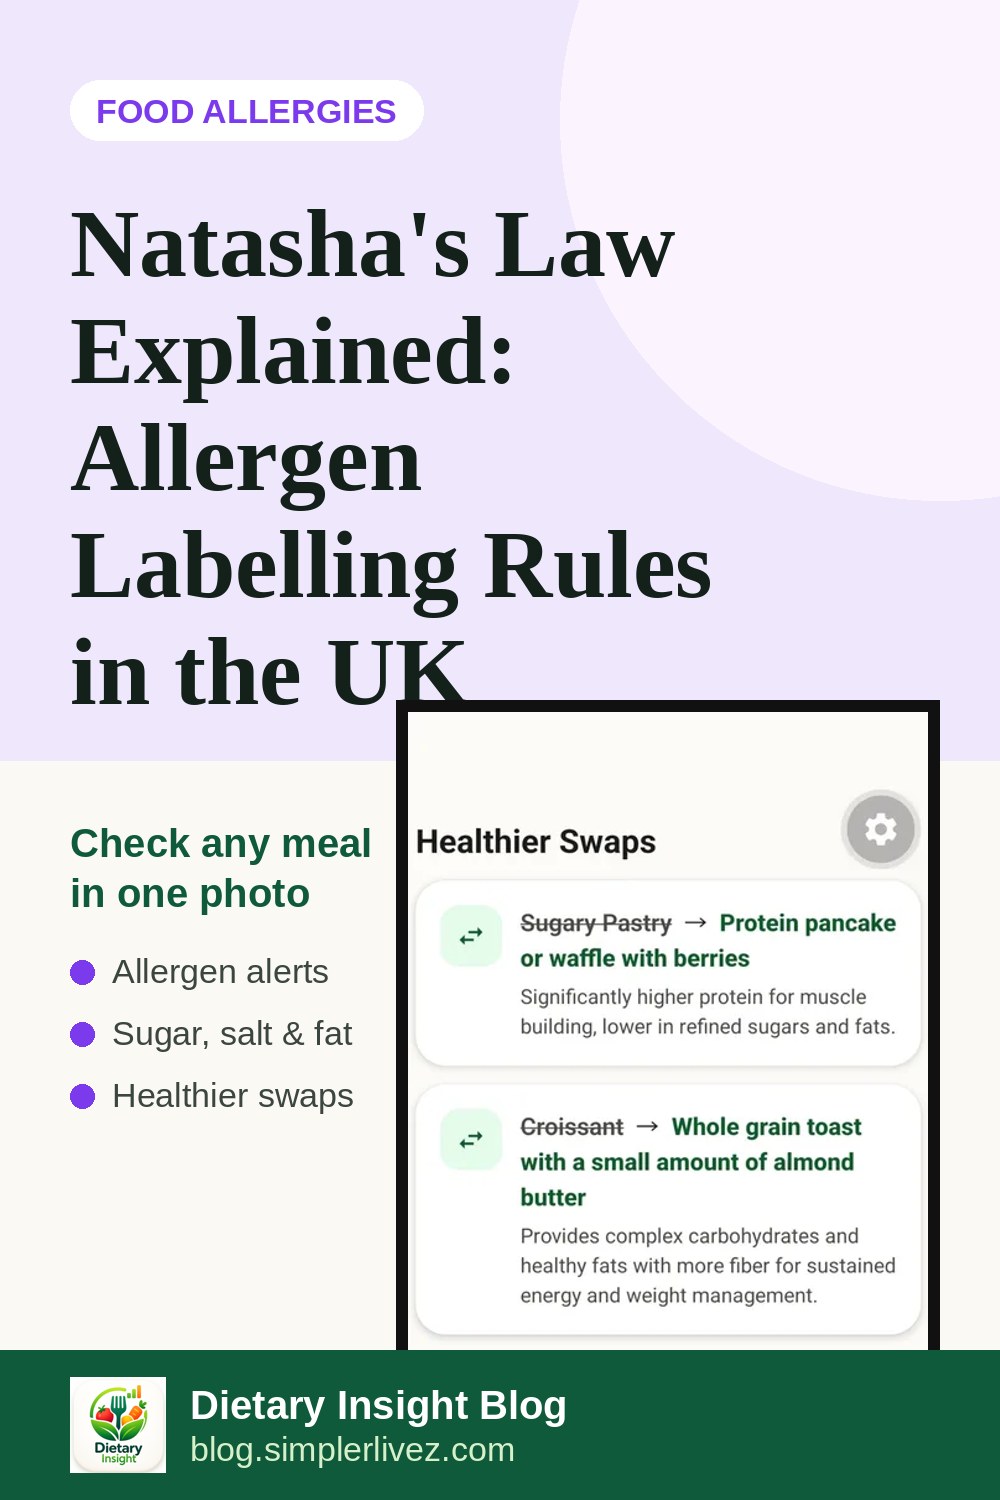 FOOD ALLERGIES
Natasha's Law
Explained:
Allergen
Labelling Rules
in the UK
Check any meal
in one photo
Allergen alerts
Sugar, salt & fat
Healthier swaps
Healthier Swaps
Sugary Pastry → Protein pancake
or waffle with berries
Significantly higher protein for muscle
building, lower in refined sugars and fats.
Croissant → Whole grain toast
with a small amount of almond
butter
Provides complex carbohydrates and
healthy fats with more fiber for sustained
energy and weight management.
Dietary
Insight
Dietary Insight Blog
blog.simplerlivez.com